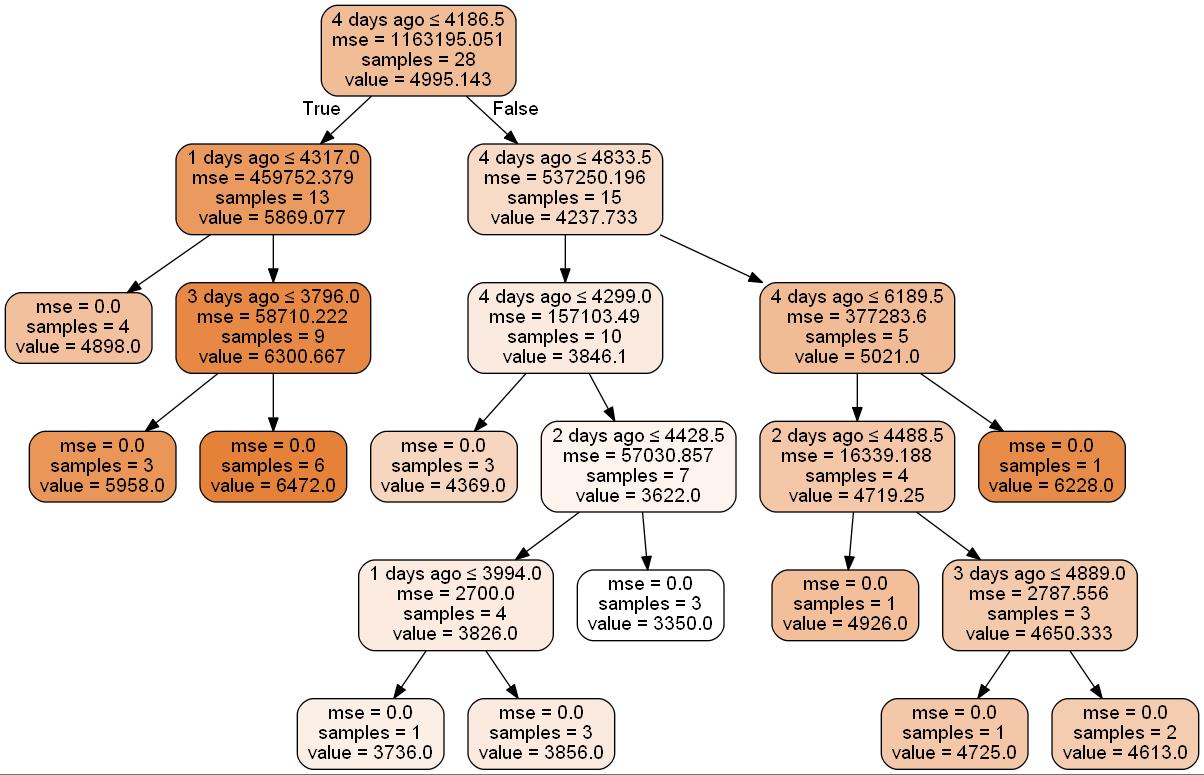 4 days ago ≤ 4186.5
mse = 1163195.051
samples = 28
value = 4995.143
True
False
1 days ago ≤ 4317.0
mse = 459752.379
samples = 13
value = 5869.077
4 days ago ≤ 4833.5
mse = 537250.196
samples = 15
value = 4237.733
mse = 0.0
samples = 4
value = 4898.0
3 days ago ≤ 3796.0
mse = 58710.222
samples = 9
value = 6300.667
4 days ago ≤ 4299.0
mse = 157103.49
samples = 10
value = 3846.1
4 days ago ≤ 6189.5
mse = 377283.6
samples = 5
value = 5021.0
mse = 0.0
samples = 3
value = 5958.0
mse = 0.0
samples = 6
value = 6472.0
mse = 0.0
samples = 3
value = 4369.0
2 days ago ≤ 4428.5
mse = 57030.857
samples = 7
value = 3622.0
2 days ago ≤ 4488.5
mse = 16339.188
samples = 4
value = 4719.25
mse = 0.0
samples = 1
value = 6228.0
1 days ago ≤ 3994.0
mse = 2700.0
samples = 4
value = 3826.0
mse = 0.0
samples = 3
value = 3350.0
mse = 0.0
samples = 1
value = 4926.0
3 days ago ≤ 4889.0
mse = 2787.556
samples = 3
value = 4650.333
mse = 0.0
samples = 1
value = 3736.0
mse = 0.0
samples = 3
value = 3856.0
mse = 0.0
samples = 1
value = 4725.0
mse = 0.0
samples = 2
value = 4613.0